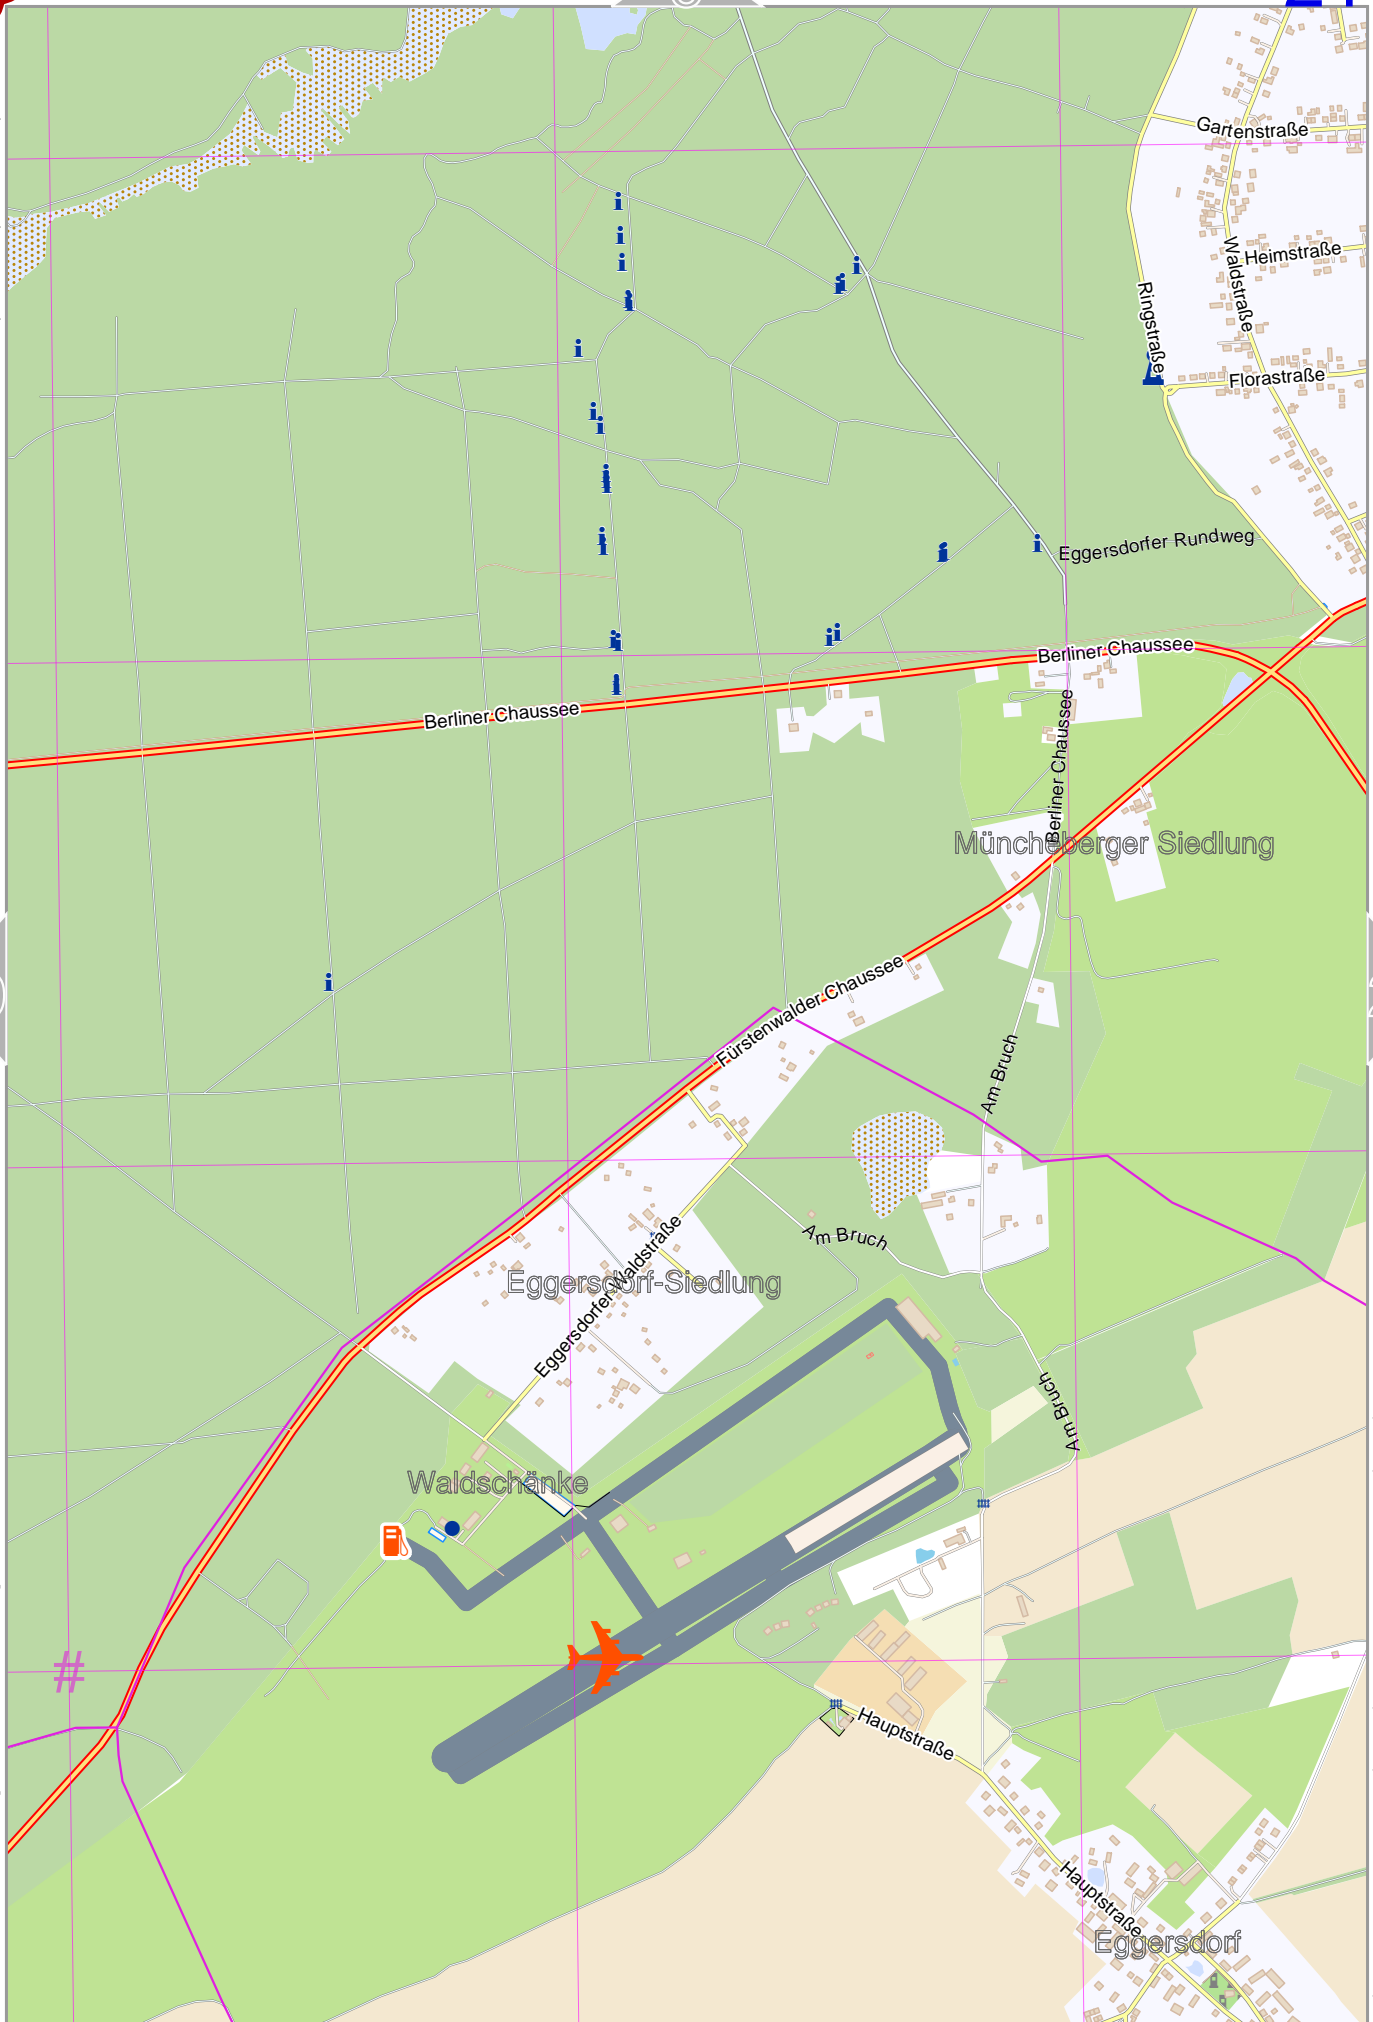 Gartenstraße
Waldstraße
Heimstraße
Ringstraße
Florastraße
Eggersdorfer Rundweg
Berliner Chaussee
Berliner Chaussee
Berliner Chaussee
Müncheberger Siedlung
Fürstenwalder Chaussee
Am Bruch
Am Bruch
Eggersdorfer Waldstraße
Eggersdorf-Siedlung
Am Bruch
Waldschänke
#
Hauptstraße
Hauptstraße
Eggersdorf